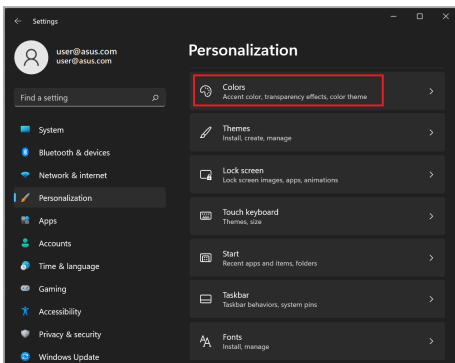 Settings
user@asus.com
user@asus.com
Find a setting
System
Bluetooth & devices
Network & internet
Personalization
Apps
Accounts
Time & language
Gaming
Accessibility
Privacy & security
Windows Update
Personalization
Colors
Accent color, transparency effects, color theme
Themes
Install, create, manage
Lock screen
Lock screen images, apps, animations
Touch keyboard
Themes, size
Start
Recent apps and items, folders
Taskbar
Taskbar behaviors, system pins
Fonts
Install, manage